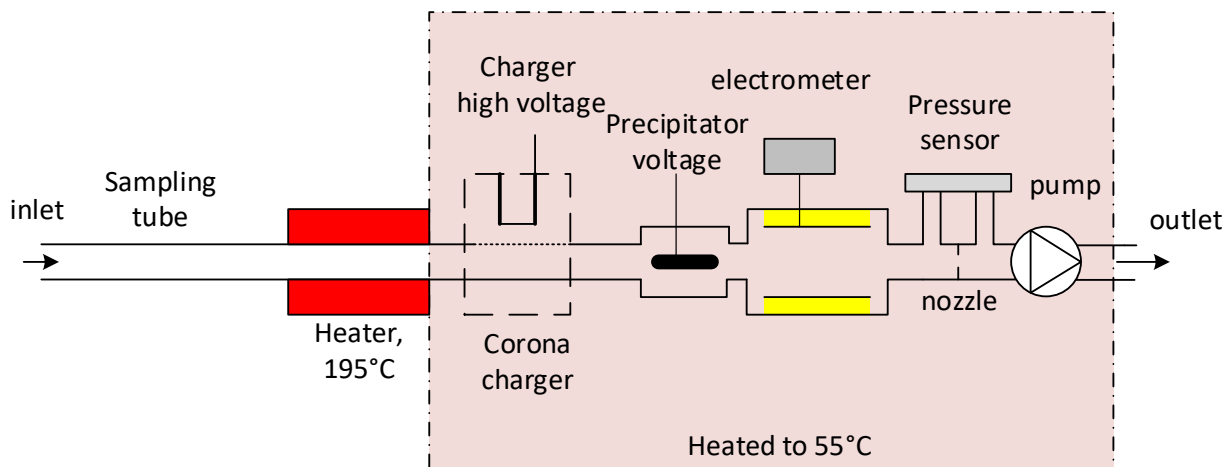 Charger
high voltage
electrometer
Precipitator
voltage
Pressure
sensor
Sampling
tube
inlet
pump
outlet
nozzle
Heater,
195°C
Corona
charger
Heated to 55°C